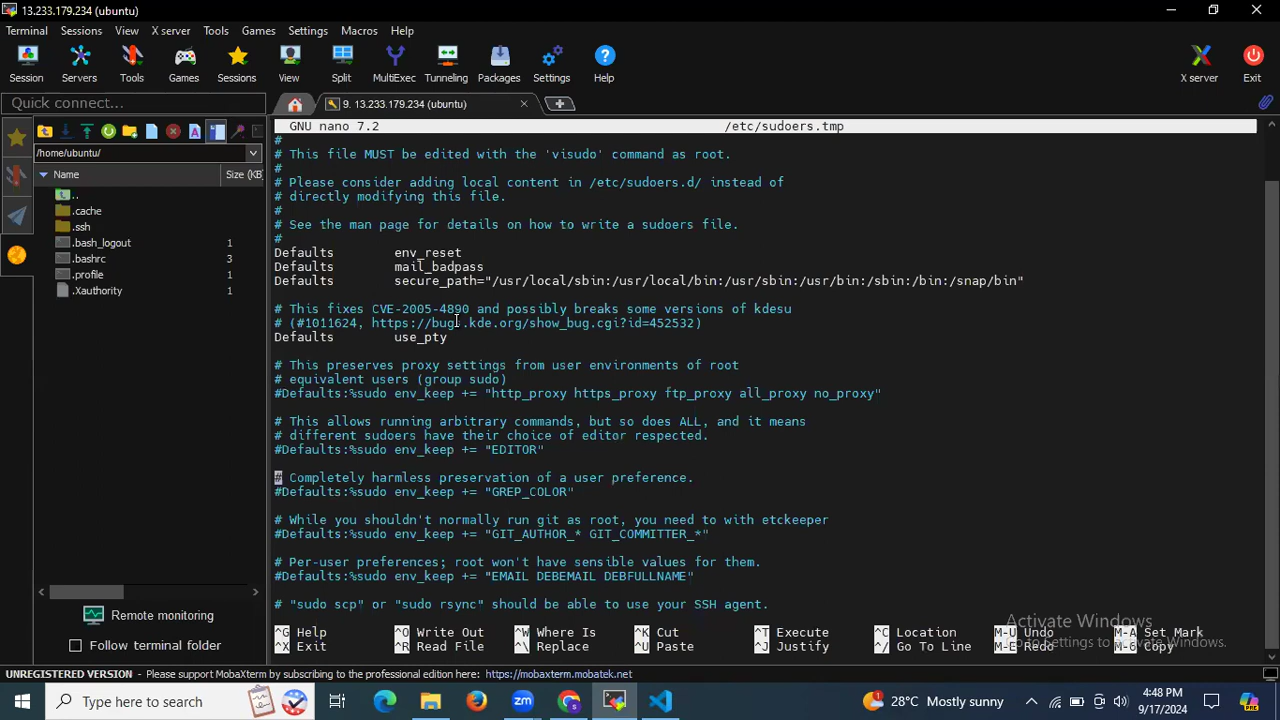 13.233.179.234 (ubuntu)
Terminal Sessions View X server Tools Games Settings Macros Help
Session Servers Tools Games Sessions View Split MultiExec Tunneling Packages Settings Help X server Exit
Quick connect...
9. 13.233.179.234 (ubuntu)
/home/ubuntu/
Name Size (KB)
..
.cache
.ssh
.bash_logout 1
.bashrc 3
.profile 1
.Xauthority 1
Remote monitoring
Follow terminal folder
GNU nano 7.2 /etc/sudoers.tmp
#
# This file MUST be edited with the 'visudo' command as root.
#
# Please consider adding local content in /etc/sudoers.d/ instead of
# directly modifying this file.
#
# See the man page for details on how to write a sudoers file.
#
Defaults env_reset
Defaults mail_badpass
Defaults secure_path="/usr/local/sbin:/usr/local/bin:/usr/sbin:/usr/bin:/sbin:/bin:/snap/bin"
# This fixes CVE-2005-4890 and possibly breaks some versions of kdesu
# (#1011624, https://bugs.kde.org/show_bug.cgi?id=452532)
Defaults use_pty
# This preserves proxy settings from user environments of root
# equivalent users (group sudo)
#Defaults:%sudo env_keep += "http_proxy https_proxy ftp_proxy all_proxy no_proxy"
# This allows running arbitrary commands, but so does ALL, and it means
# different sudoers have their choice of editor respected.
#Defaults:%sudo env_keep += "EDITOR"
# Completely harmless preservation of a user preference.
#Defaults:%sudo env_keep += "GREP_COLOR"
# While you shouldn't normally run git as root, you need to with etckeeper
#Defaults:%sudo env_keep += "GIT_AUTHOR_* GIT_COMMITTER_*"
# Per-user preferences; root won't have sensible values for them.
#Defaults:%sudo env_keep += "EMAIL DEBEMAIL DEBFULLNAME"
# "sudo scp" or "sudo rsync" should be able to use your SSH agent.
^G Help ^O Write Out ^W Where Is ^K Cut ^T Execute ^C Location M-U Undo M-A Set Mark
^X Exit ^R Read File ^\ Replace ^U Paste ^J Justify ^/ Go To Line M-E Redo M-6 Copy
Activate Windows
Go to Settings to activate Windows.
UNREGISTERED VERSION - Please support MobaXterm by subscribing to the professional edition here: https://mobaxterm.mobatek.net
Type here to search
28°C Mostly sunny
4:48 PM
9/17/2024